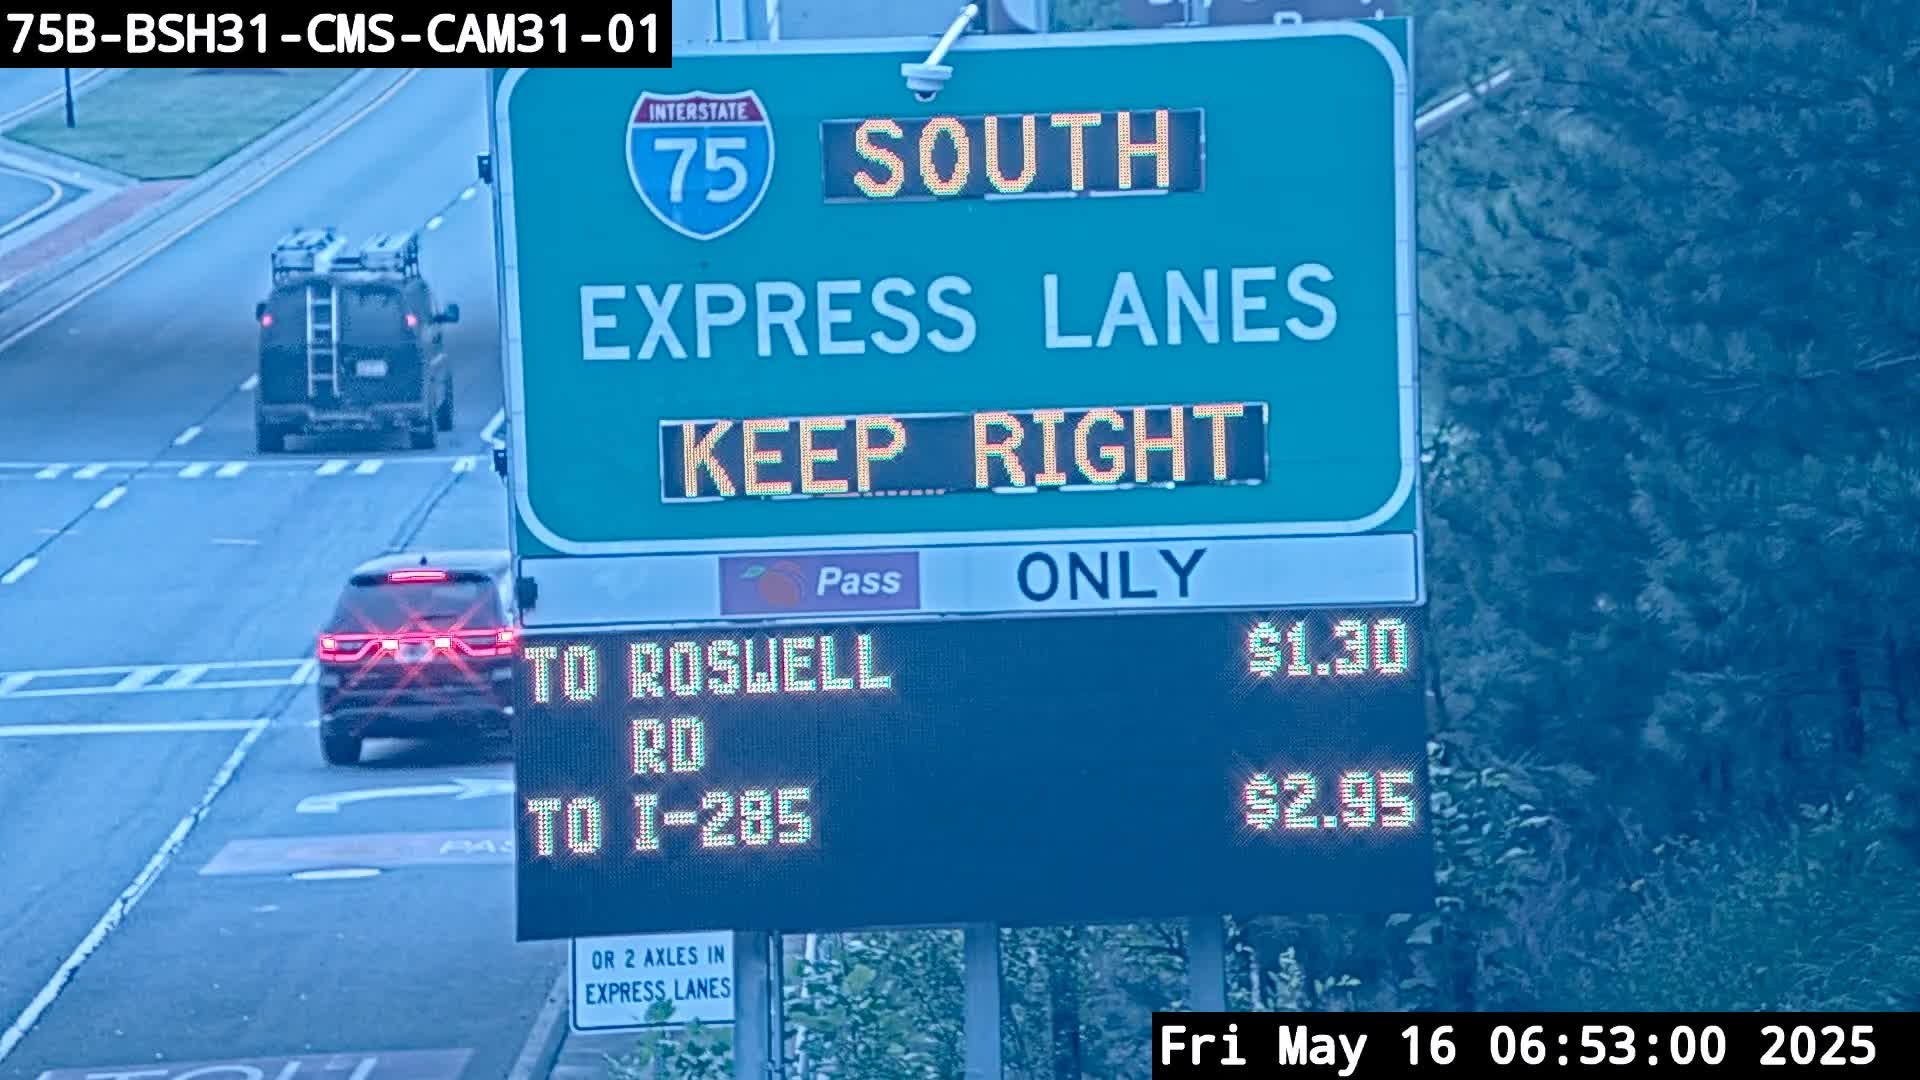 75B-BSH31-CMS-CAM31-01
INTERSTATE
75
SOUTH
EXPRESS LANES
KEEP RIGHT
Pass ONLY
TO ROSWELL $1.30
RD
TO I-285 $2.95
OR 2 AXLES IN
EXPRESS LANES
Fri May 16 06:53:00 2025